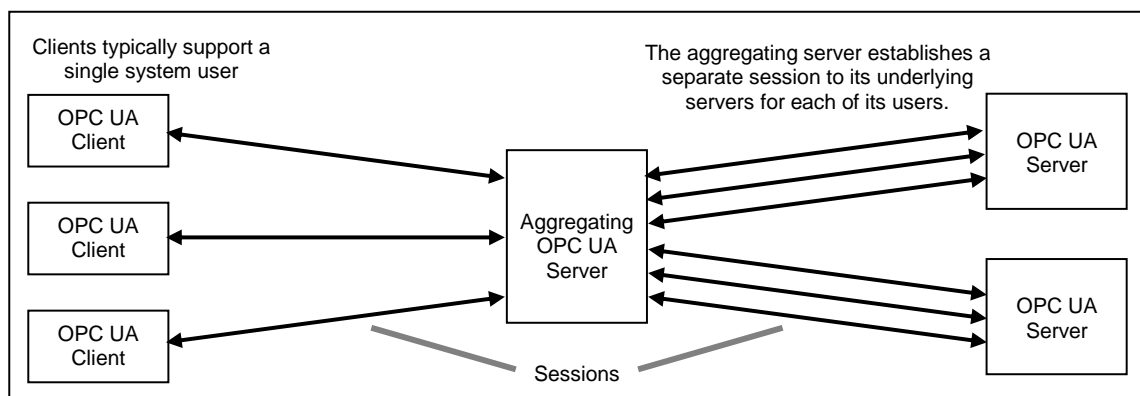 Clients typically support a
single system user
The aggregating server establishes a
separate session to its underlying
servers for each of its users.
OPC UA
Client
OPC UA
Client
OPC UA
Client
Aggregating
OPC UA
Server
OPC UA
Server
OPC UA
Server
Sessions